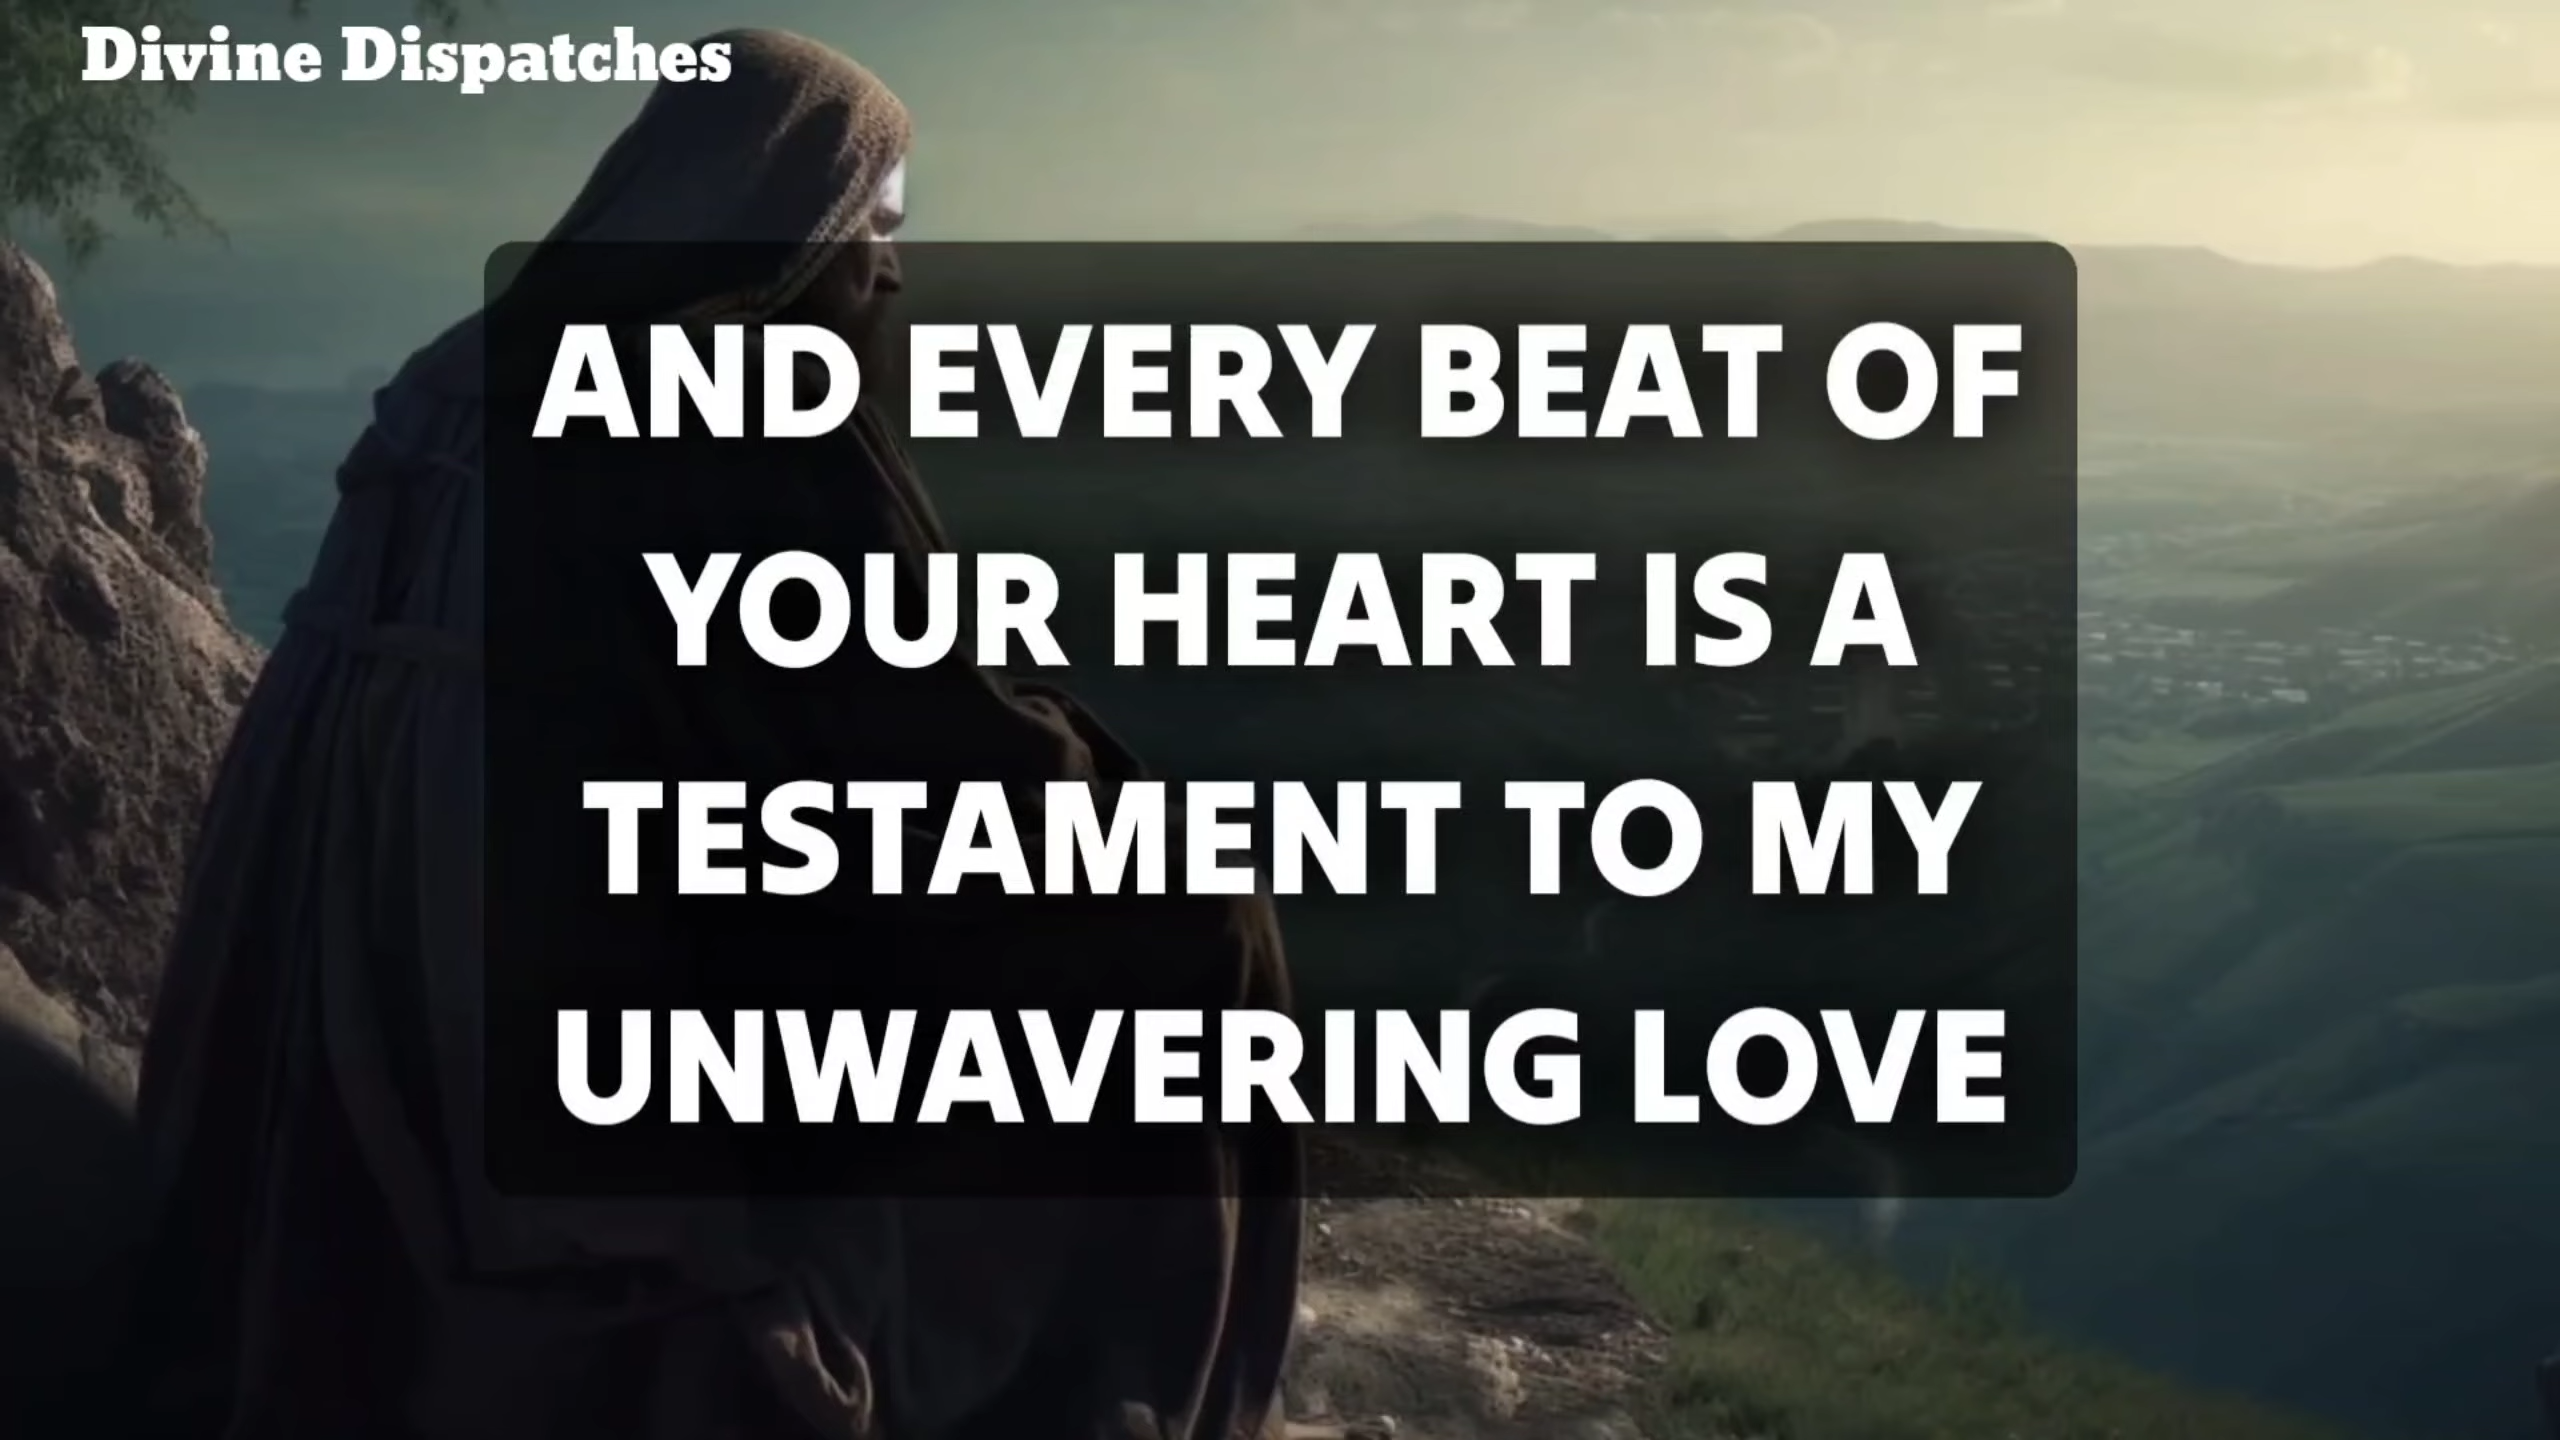 Divine Dispatches
AND EVERY BEAT OF
YOUR HEART IS A
TESTAMENT TO MY
UNWAVERING LOVE